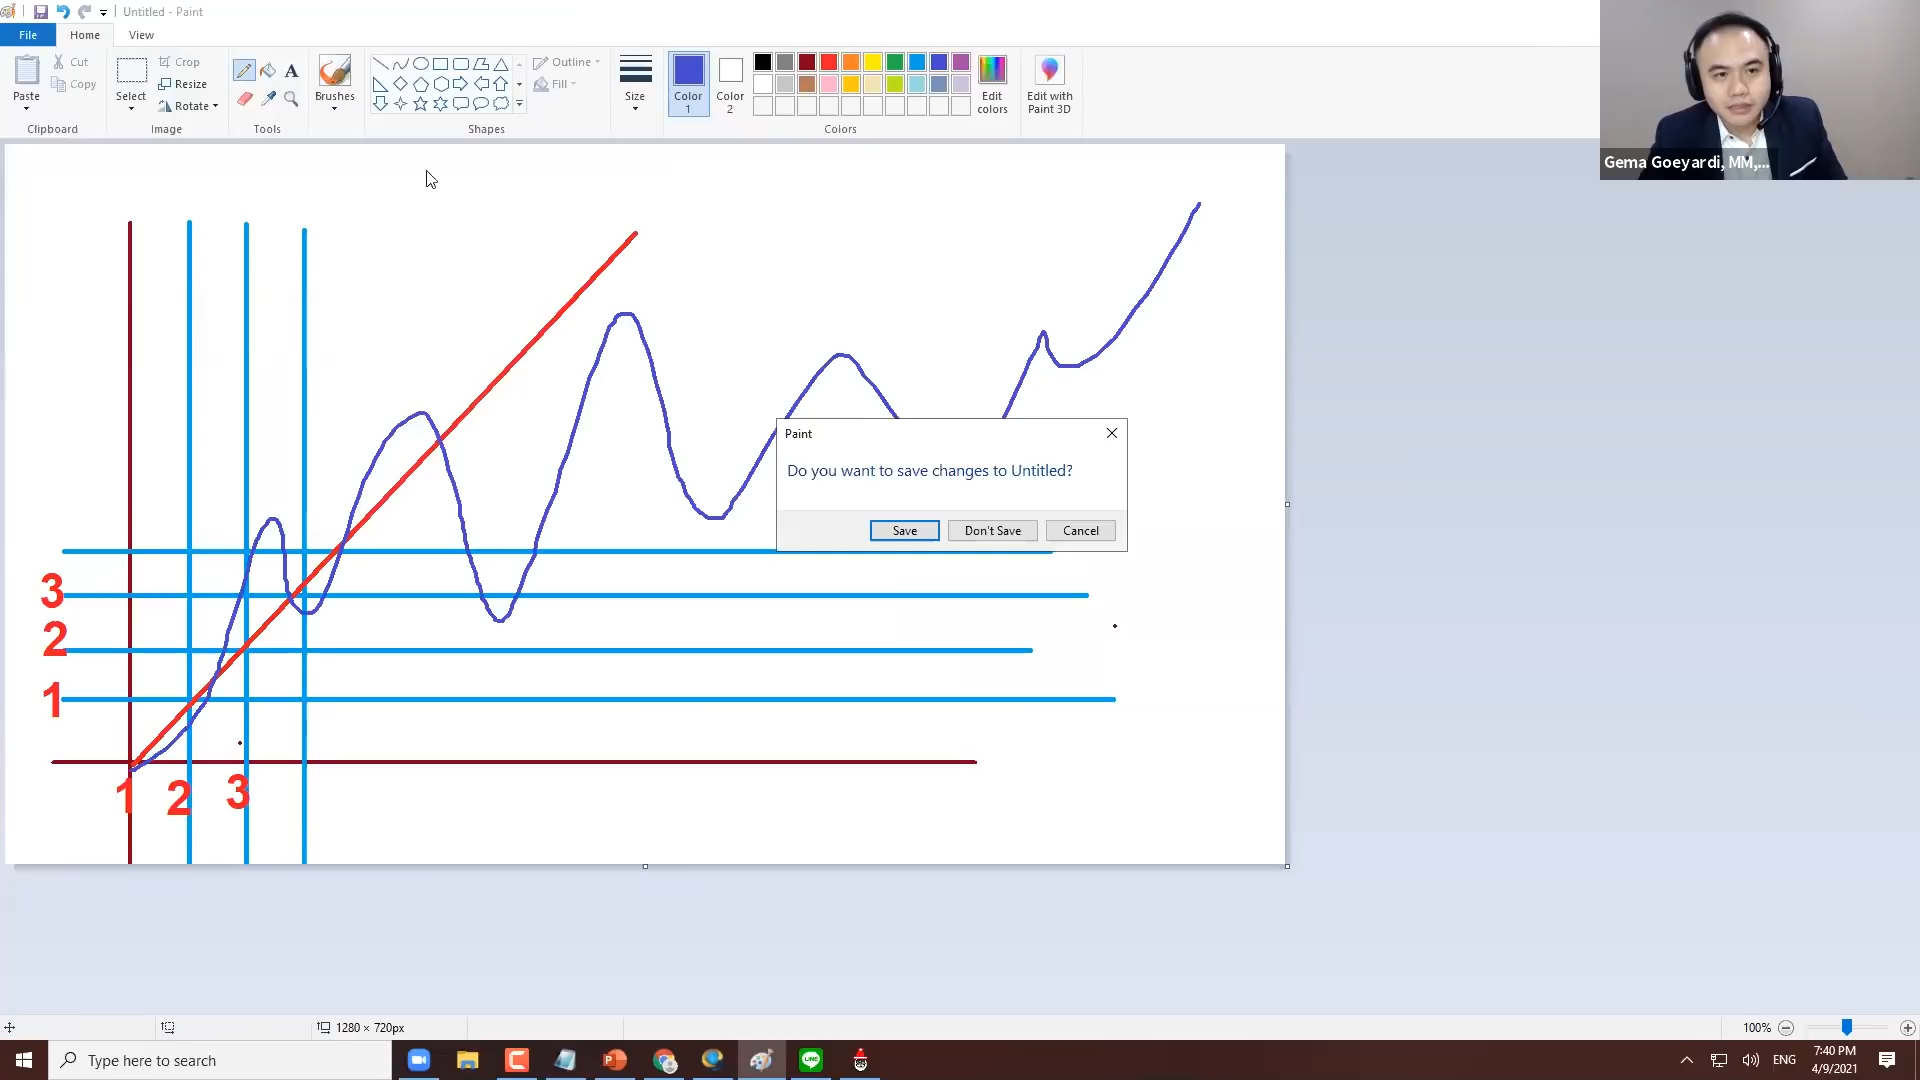 Untitled - Paint
File Home View
Paste
Cut
Copy
Clipboard
Select
Crop
Resize
Rotate
Image
A
Tools
Brushes
Shapes
Outline
Fill
Size
Color 1
Color 2
Edit colors
Colors
Edit with Paint 3D
Gema Goeyardi, MM,...
Paint
Do you want to save changes to Untitled?
Save Don't Save Cancel
3
2
1
1 2 3
1280 × 720px
100%
Type here to search
LINE
ENG
7:40 PM
4/9/2021